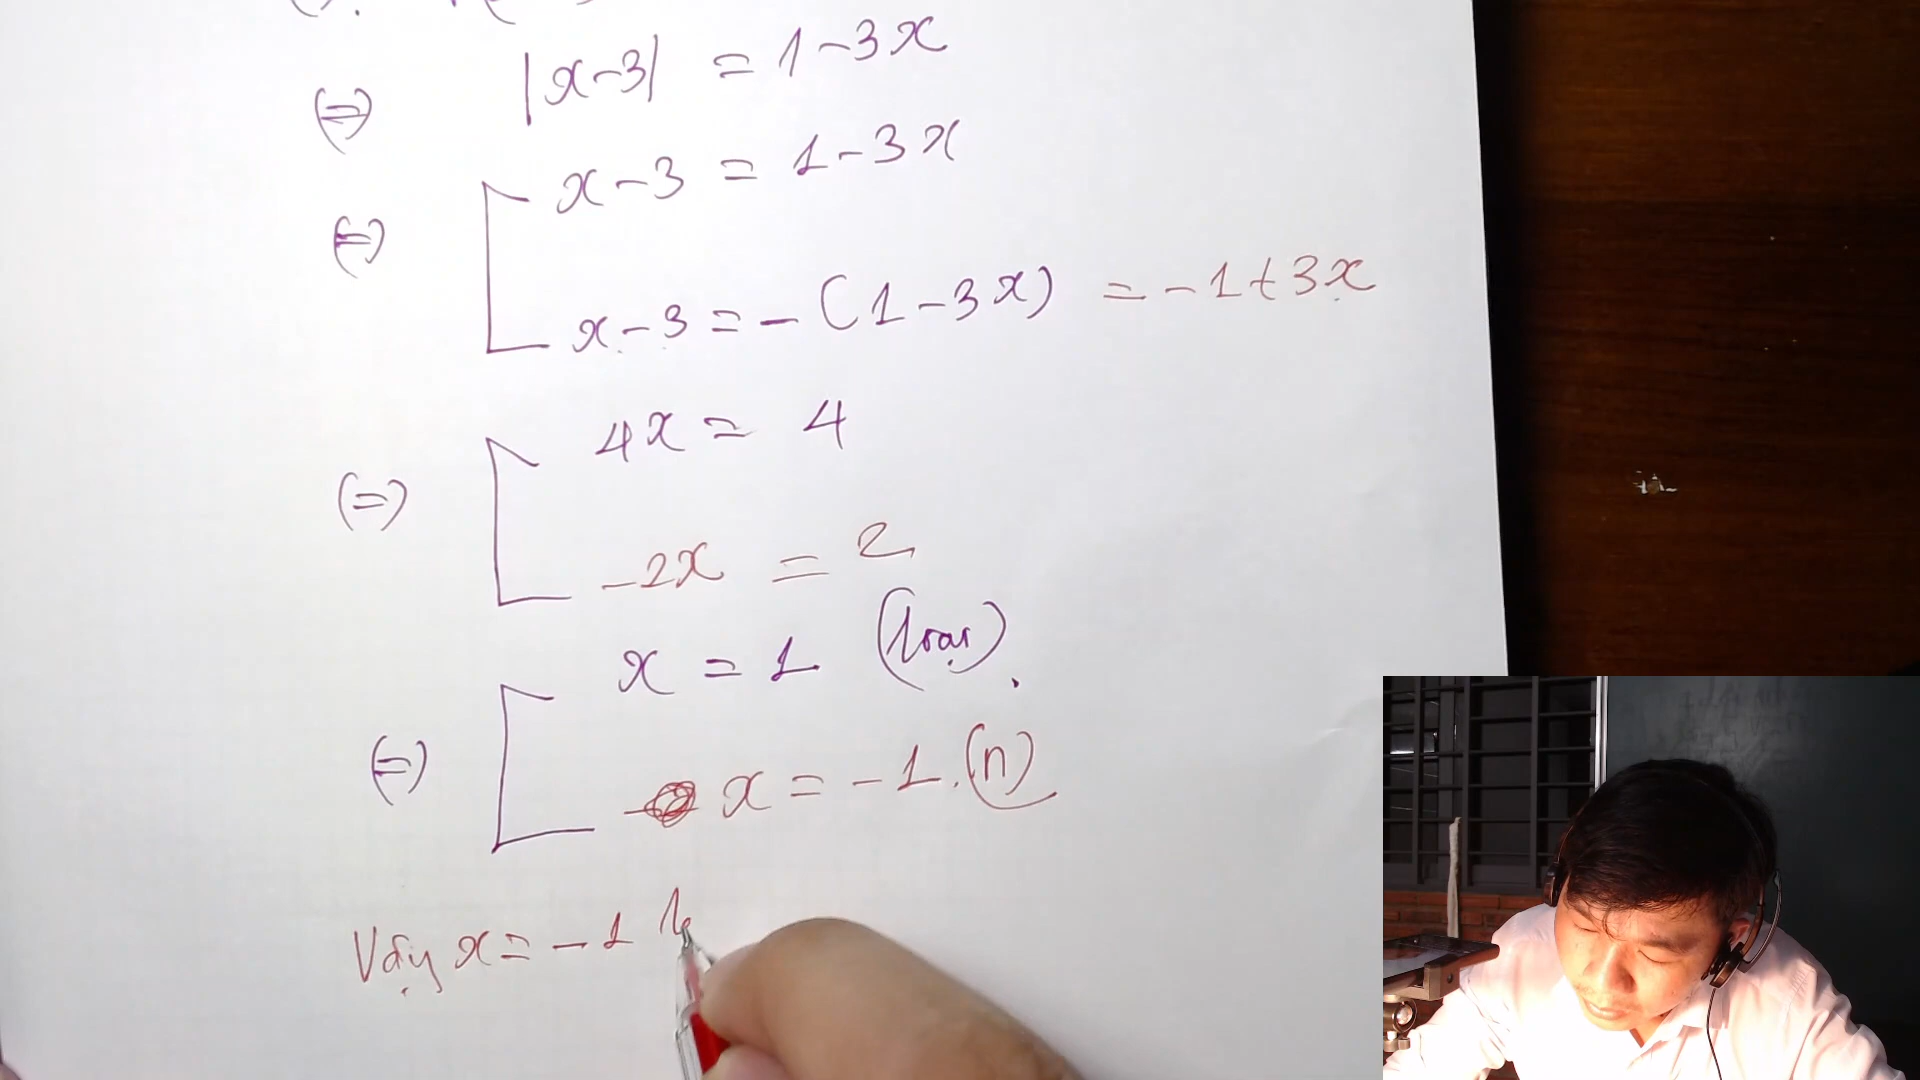 (=) |x-3| = 1-3x
(=) x-3 = 1-3x
x-3 = -(1-3x) = -1+3x
(=) 4x = 4
-2x = 2
(=) x = 1 (loại).
x = -1. (n)
Vậy x = -1